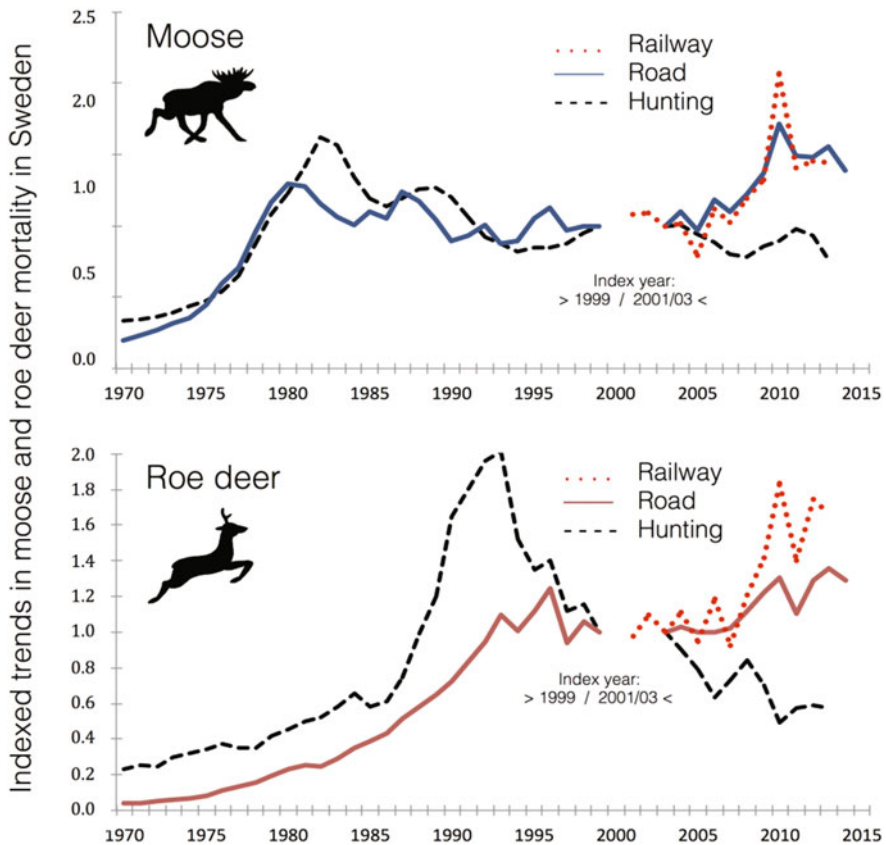 Indexed trends in moose and roe deer mortality in Sweden
Moose
Railway
Road
Hunting
2.5
2.0
1.0
0.5
0.0
Index year:
> 1999 / 2001/03 <
1970 1975 1980 1985 1990 1995 2000 2005 2010 2015
Roe deer
Railway
Road
Hunting
2.0
1.8
1.6
1.4
1.2
1.0
0.8
0.6
0.4
0.2
0.0
Index year:
> 1999 / 2001/03 <
1970 1975 1980 1985 1990 1995 2000 2005 2010 2015